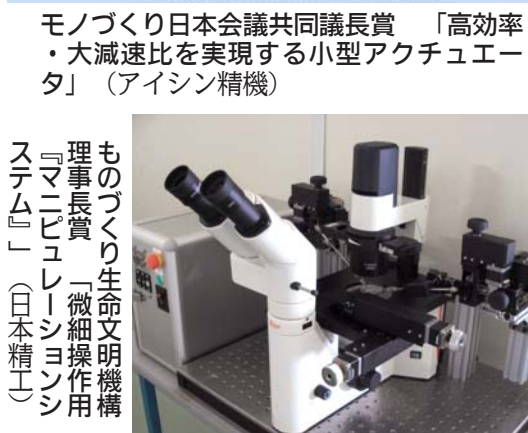 モノづくり日本会議共同議長賞　「高効率
・大減速比を実現する小型アクチュエー
タ」（アイシン精機）
ものづくり生命文明機構
理事長賞　「微細操作用
『マニピュレーションシ
ステム』」（日本精工）